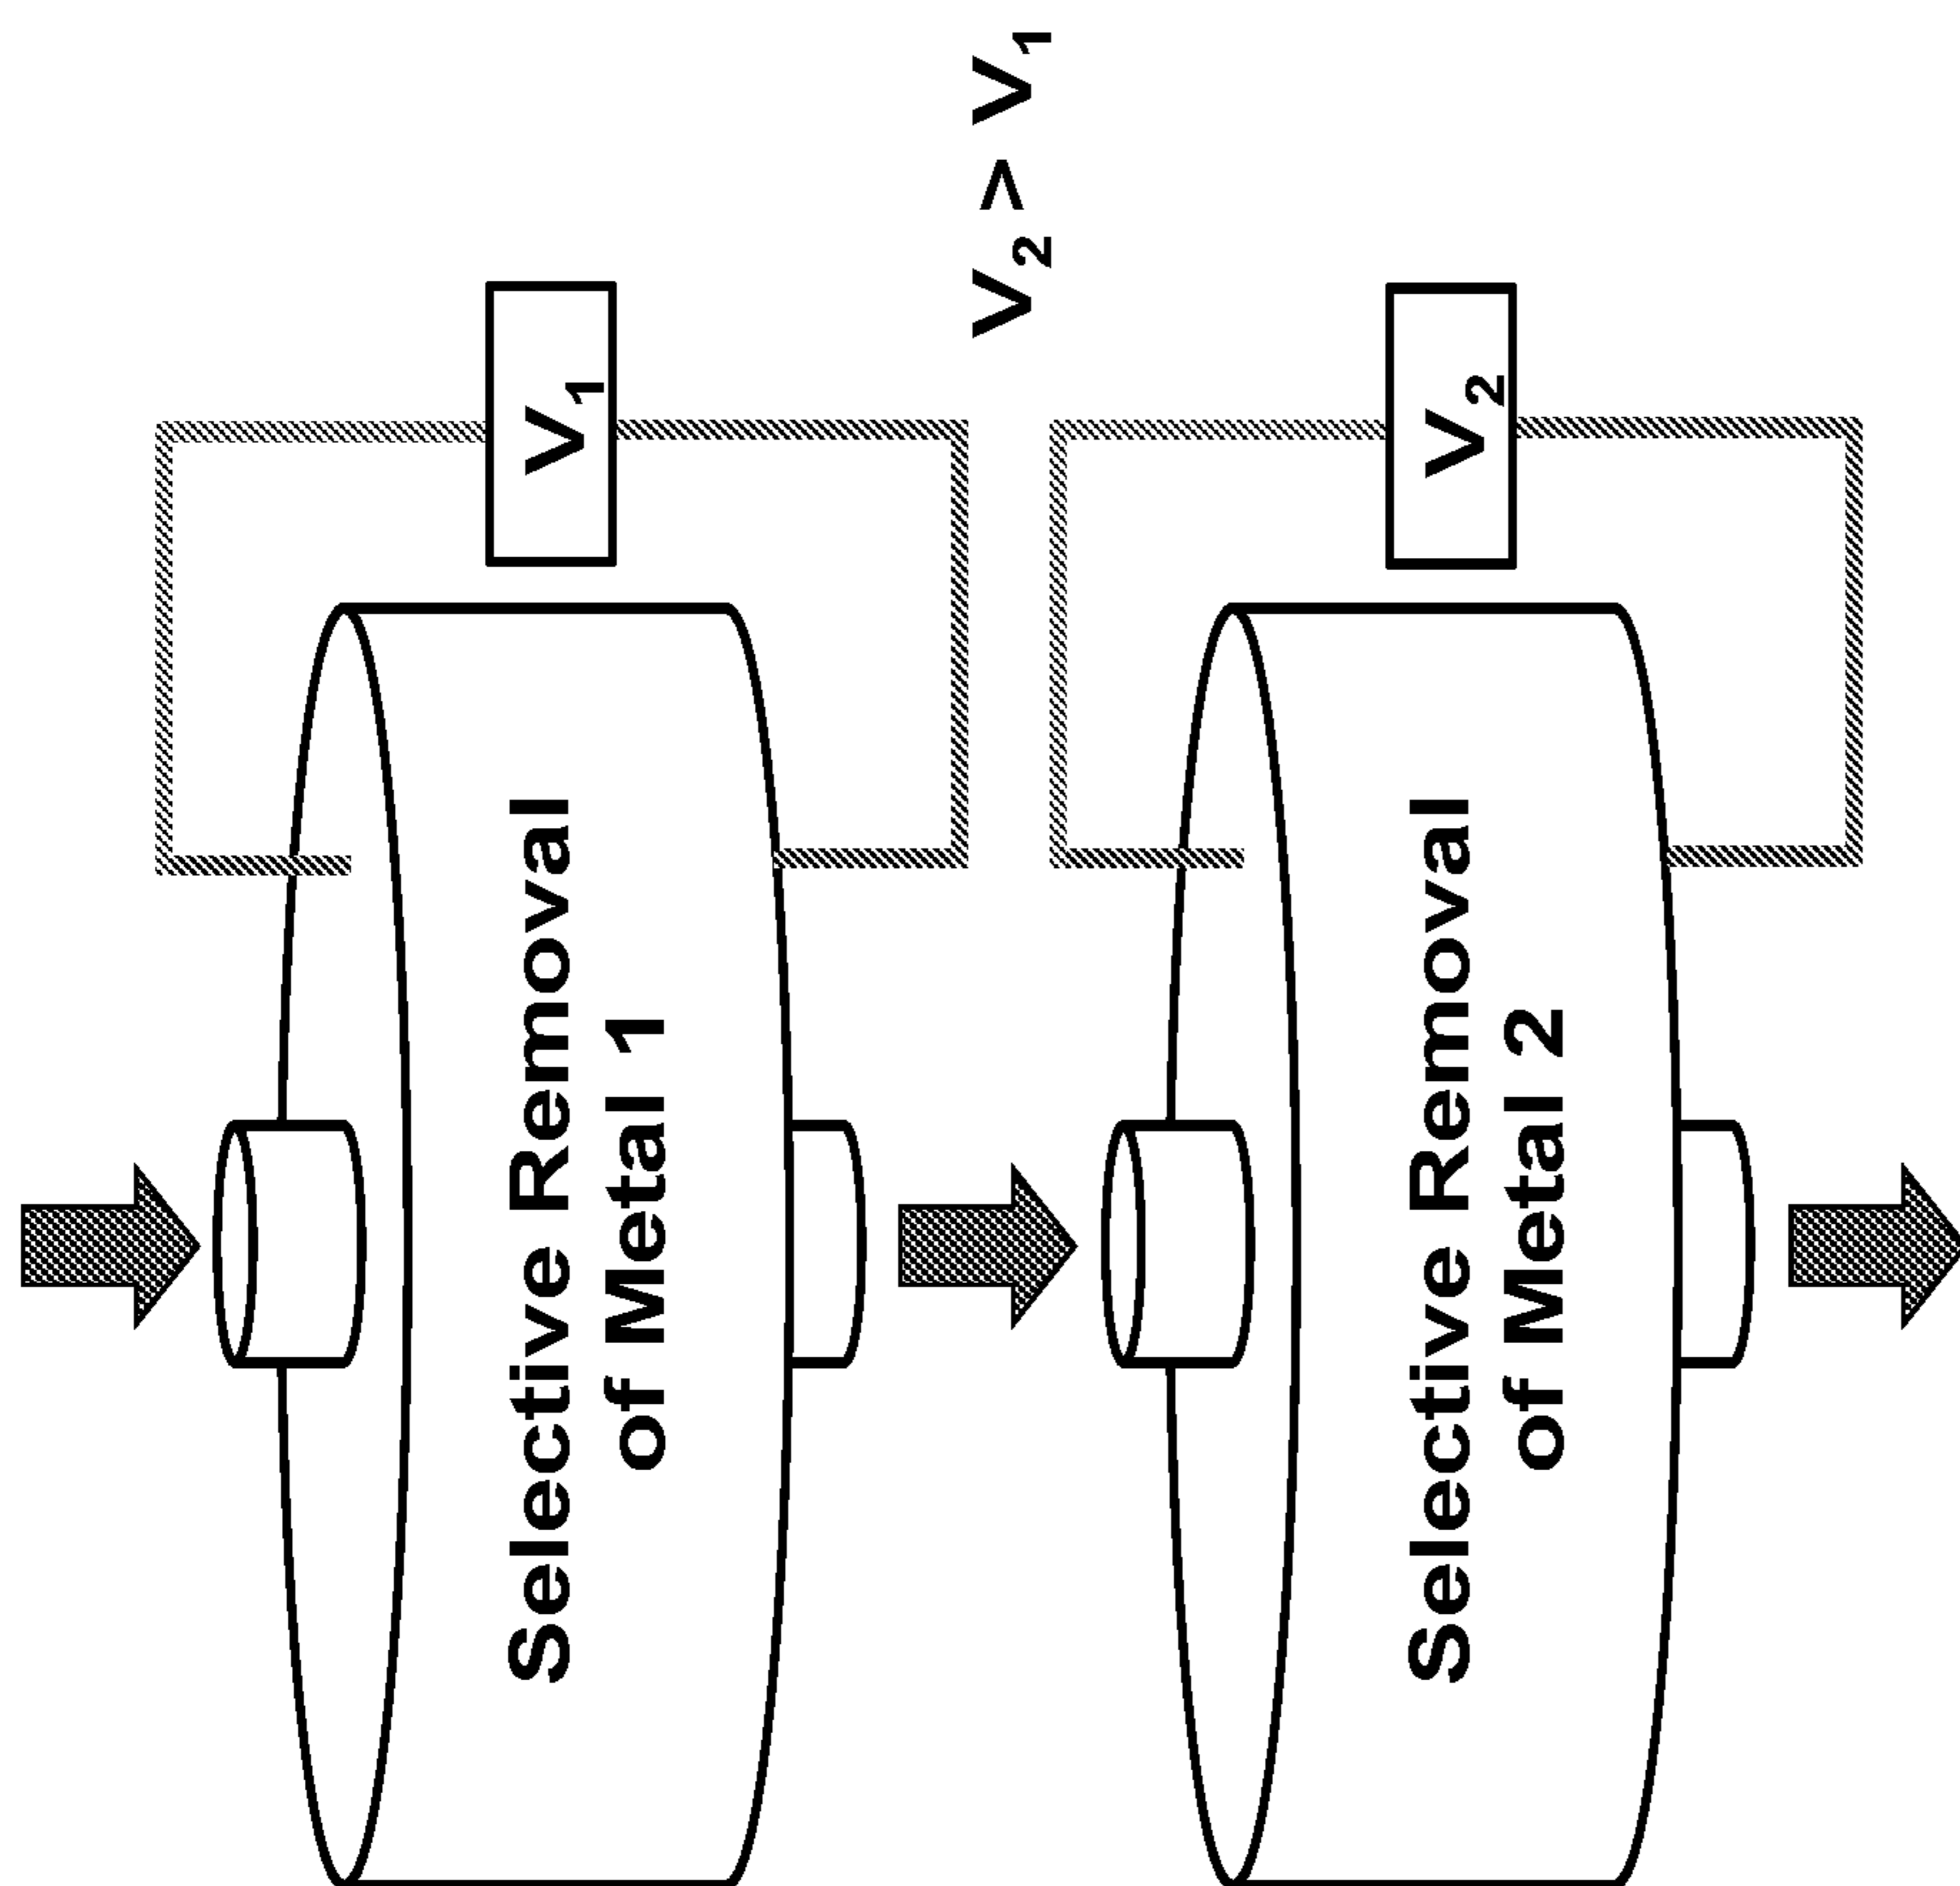 Selective Removal
of Metal 1
V₁
V₂ > V₁
Selective Removal
of Metal 2
V₂